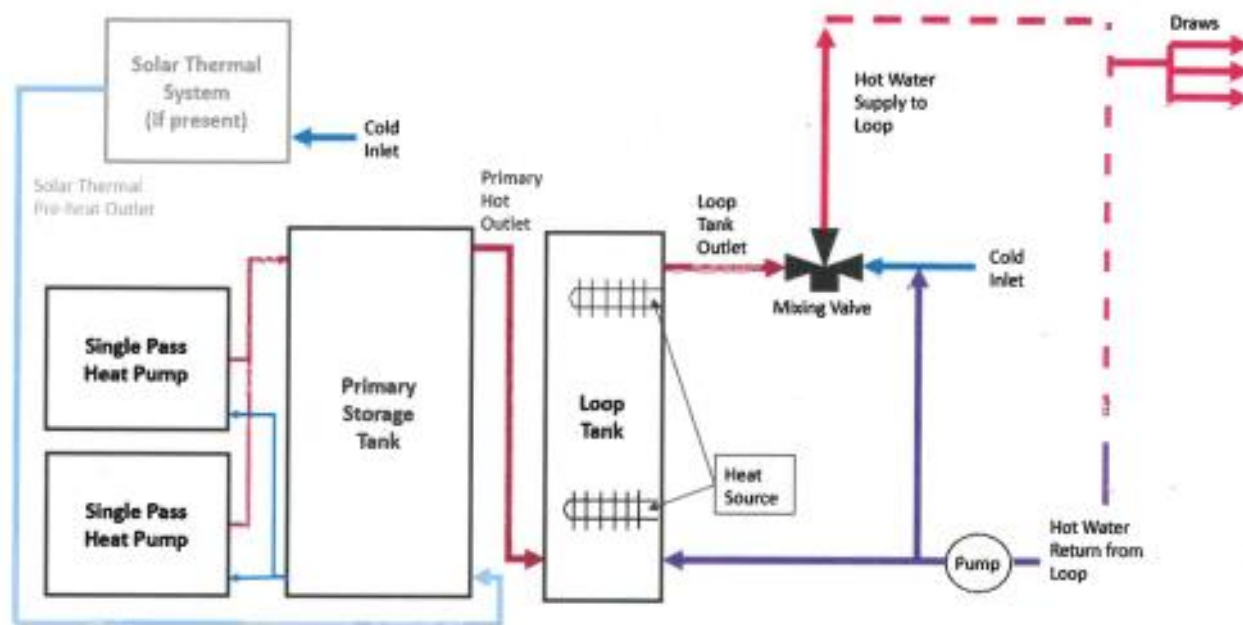 Solar Thermal
System
(if present)
Cold
Inlet
Solar Thermal
Pre-heat Outlet
Draws
Hot Water
Supply to
Loop
Primary
Hot
Outlet
Loop
Tank
Outlet
Cold
Inlet
Mixing Valve
Single Pass
Heat Pump
Primary
Storage
Tank
Loop
Tank
Heat
Source
Single Pass
Heat Pump
Pump
Hot Water
Return from
Loop